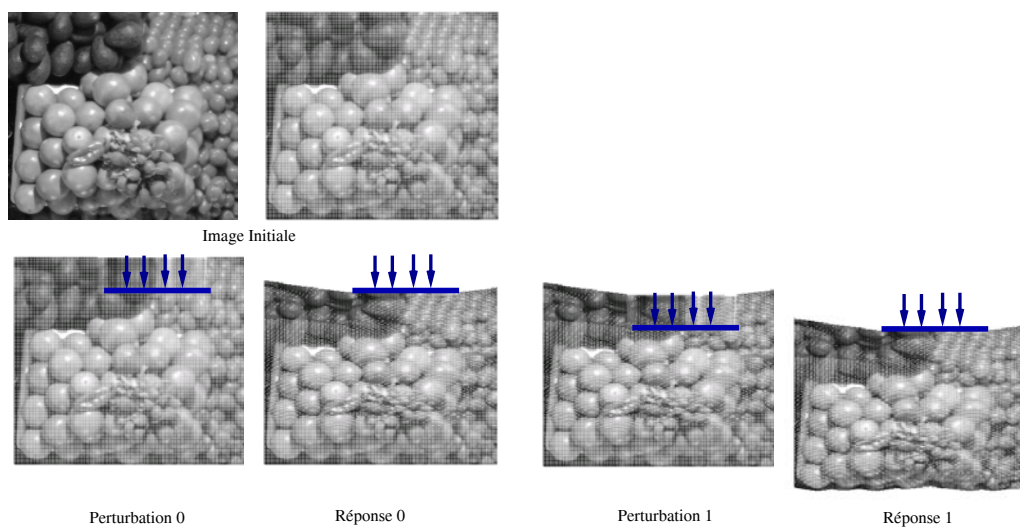 Image Initiale
Perturbation 0
Réponse 0
Perturbation 1
Réponse 1